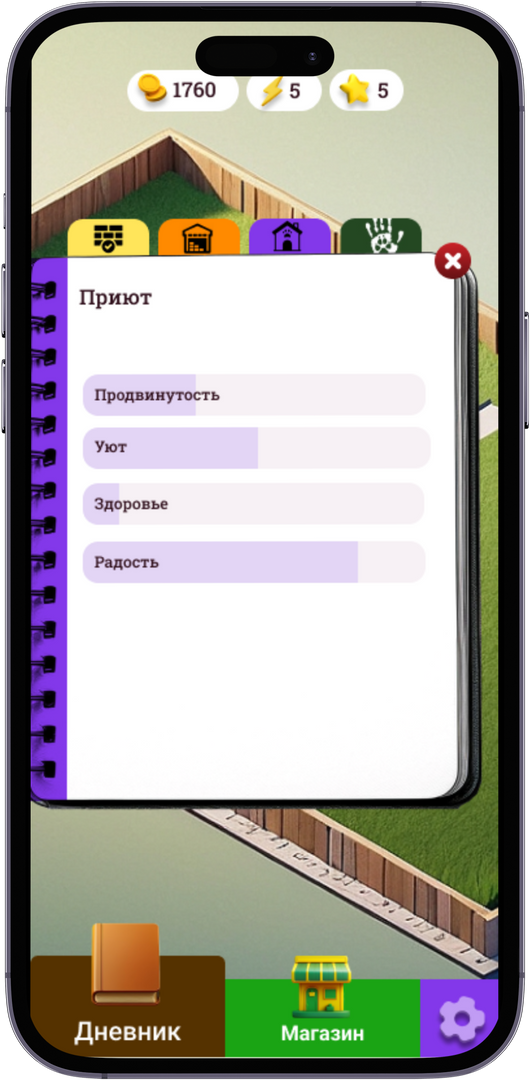 1760
5
5
Приют
Продвинутость
Уют
Здоровье
Радость
Дневник
Магазин